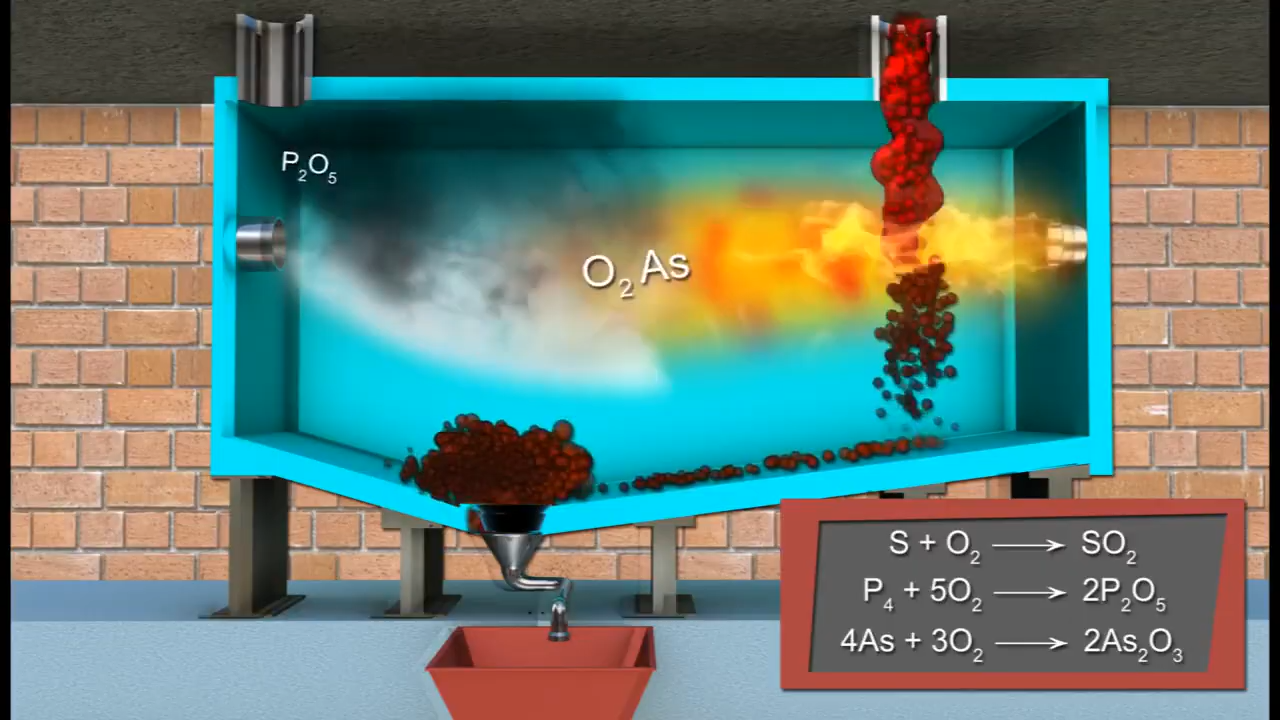 P₂O₅
O₂ As
S + O₂ ⟶ SO₂
P₄ + 5O₂ ⟶ 2P₂O₅
4As + 3O₂ ⟶ 2As₂O₃